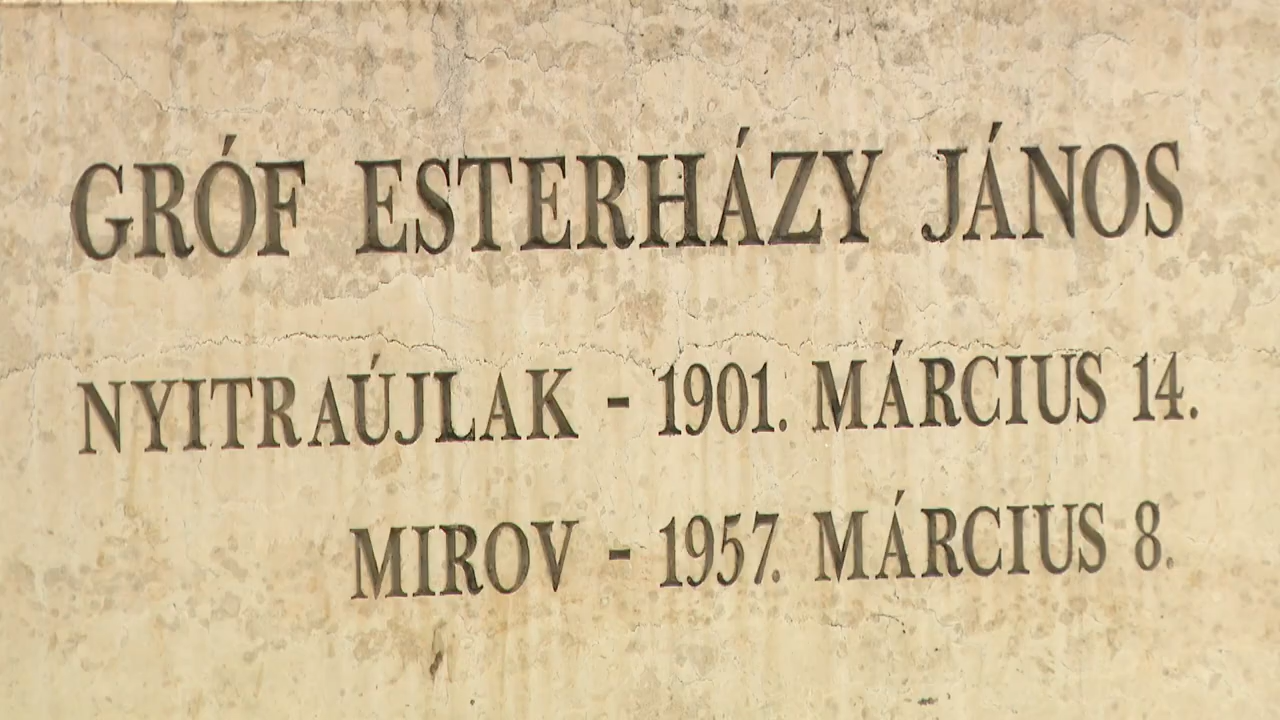 GRÓF ESTERHÁZY JÁNOS
NYITRAÚJLAK - 1901. MÁRCIUS 14.
MIROV - 1957. MÁRCIUS 8.